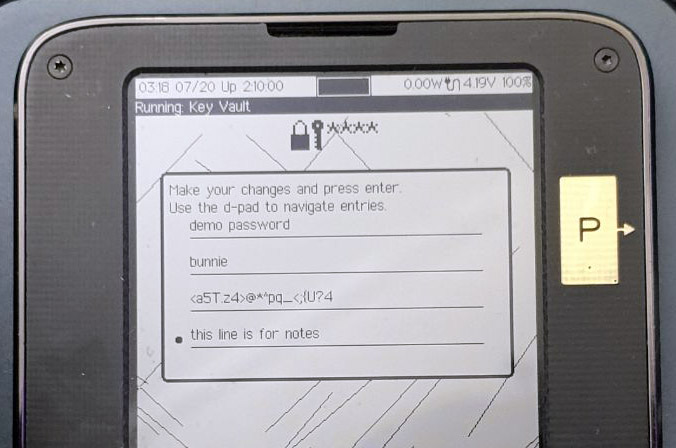 03:18 07/20 Up 2:10:00 0.00W 4.19V 100%
Running: Key Vault
****
Make your changes and press enter.
Use the d-pad to navigate entries.
demo password
bunnie
<a5T.z4>@*^pq_<;{U?4
this line is for notes
P